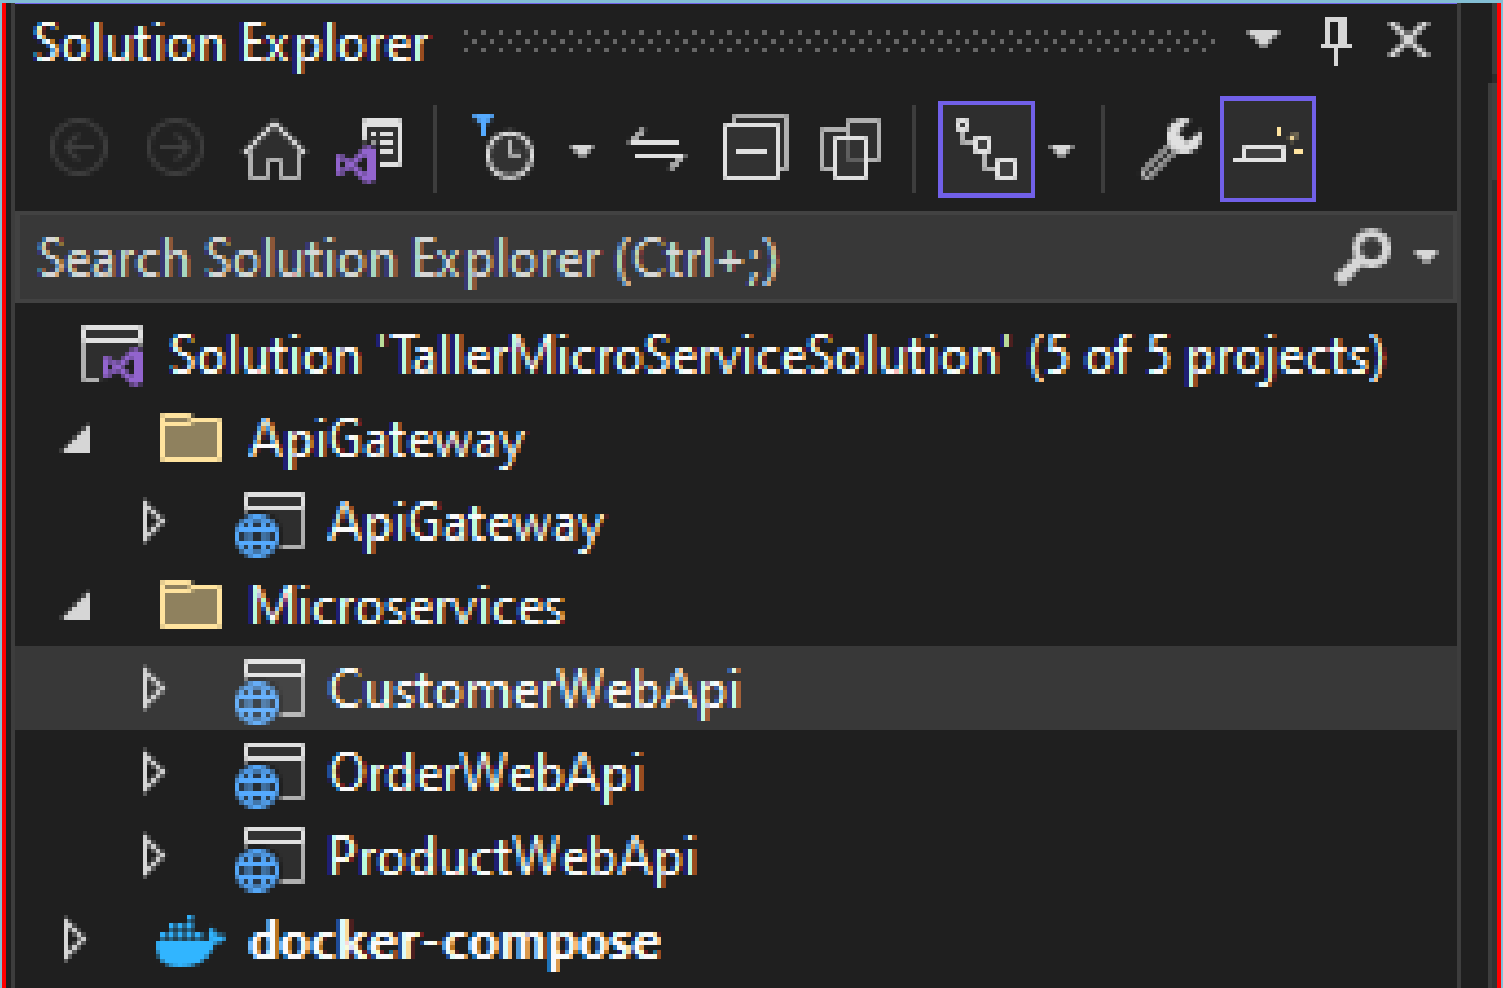 Solution Explorer
Search Solution Explorer (Ctrl+;)
Solution 'TallerMicroServiceSolution' (5 of 5 projects)
ApiGateway
ApiGateway
Microservices
CustomerWebApi
OrderWebApi
ProductWebApi
docker-compose